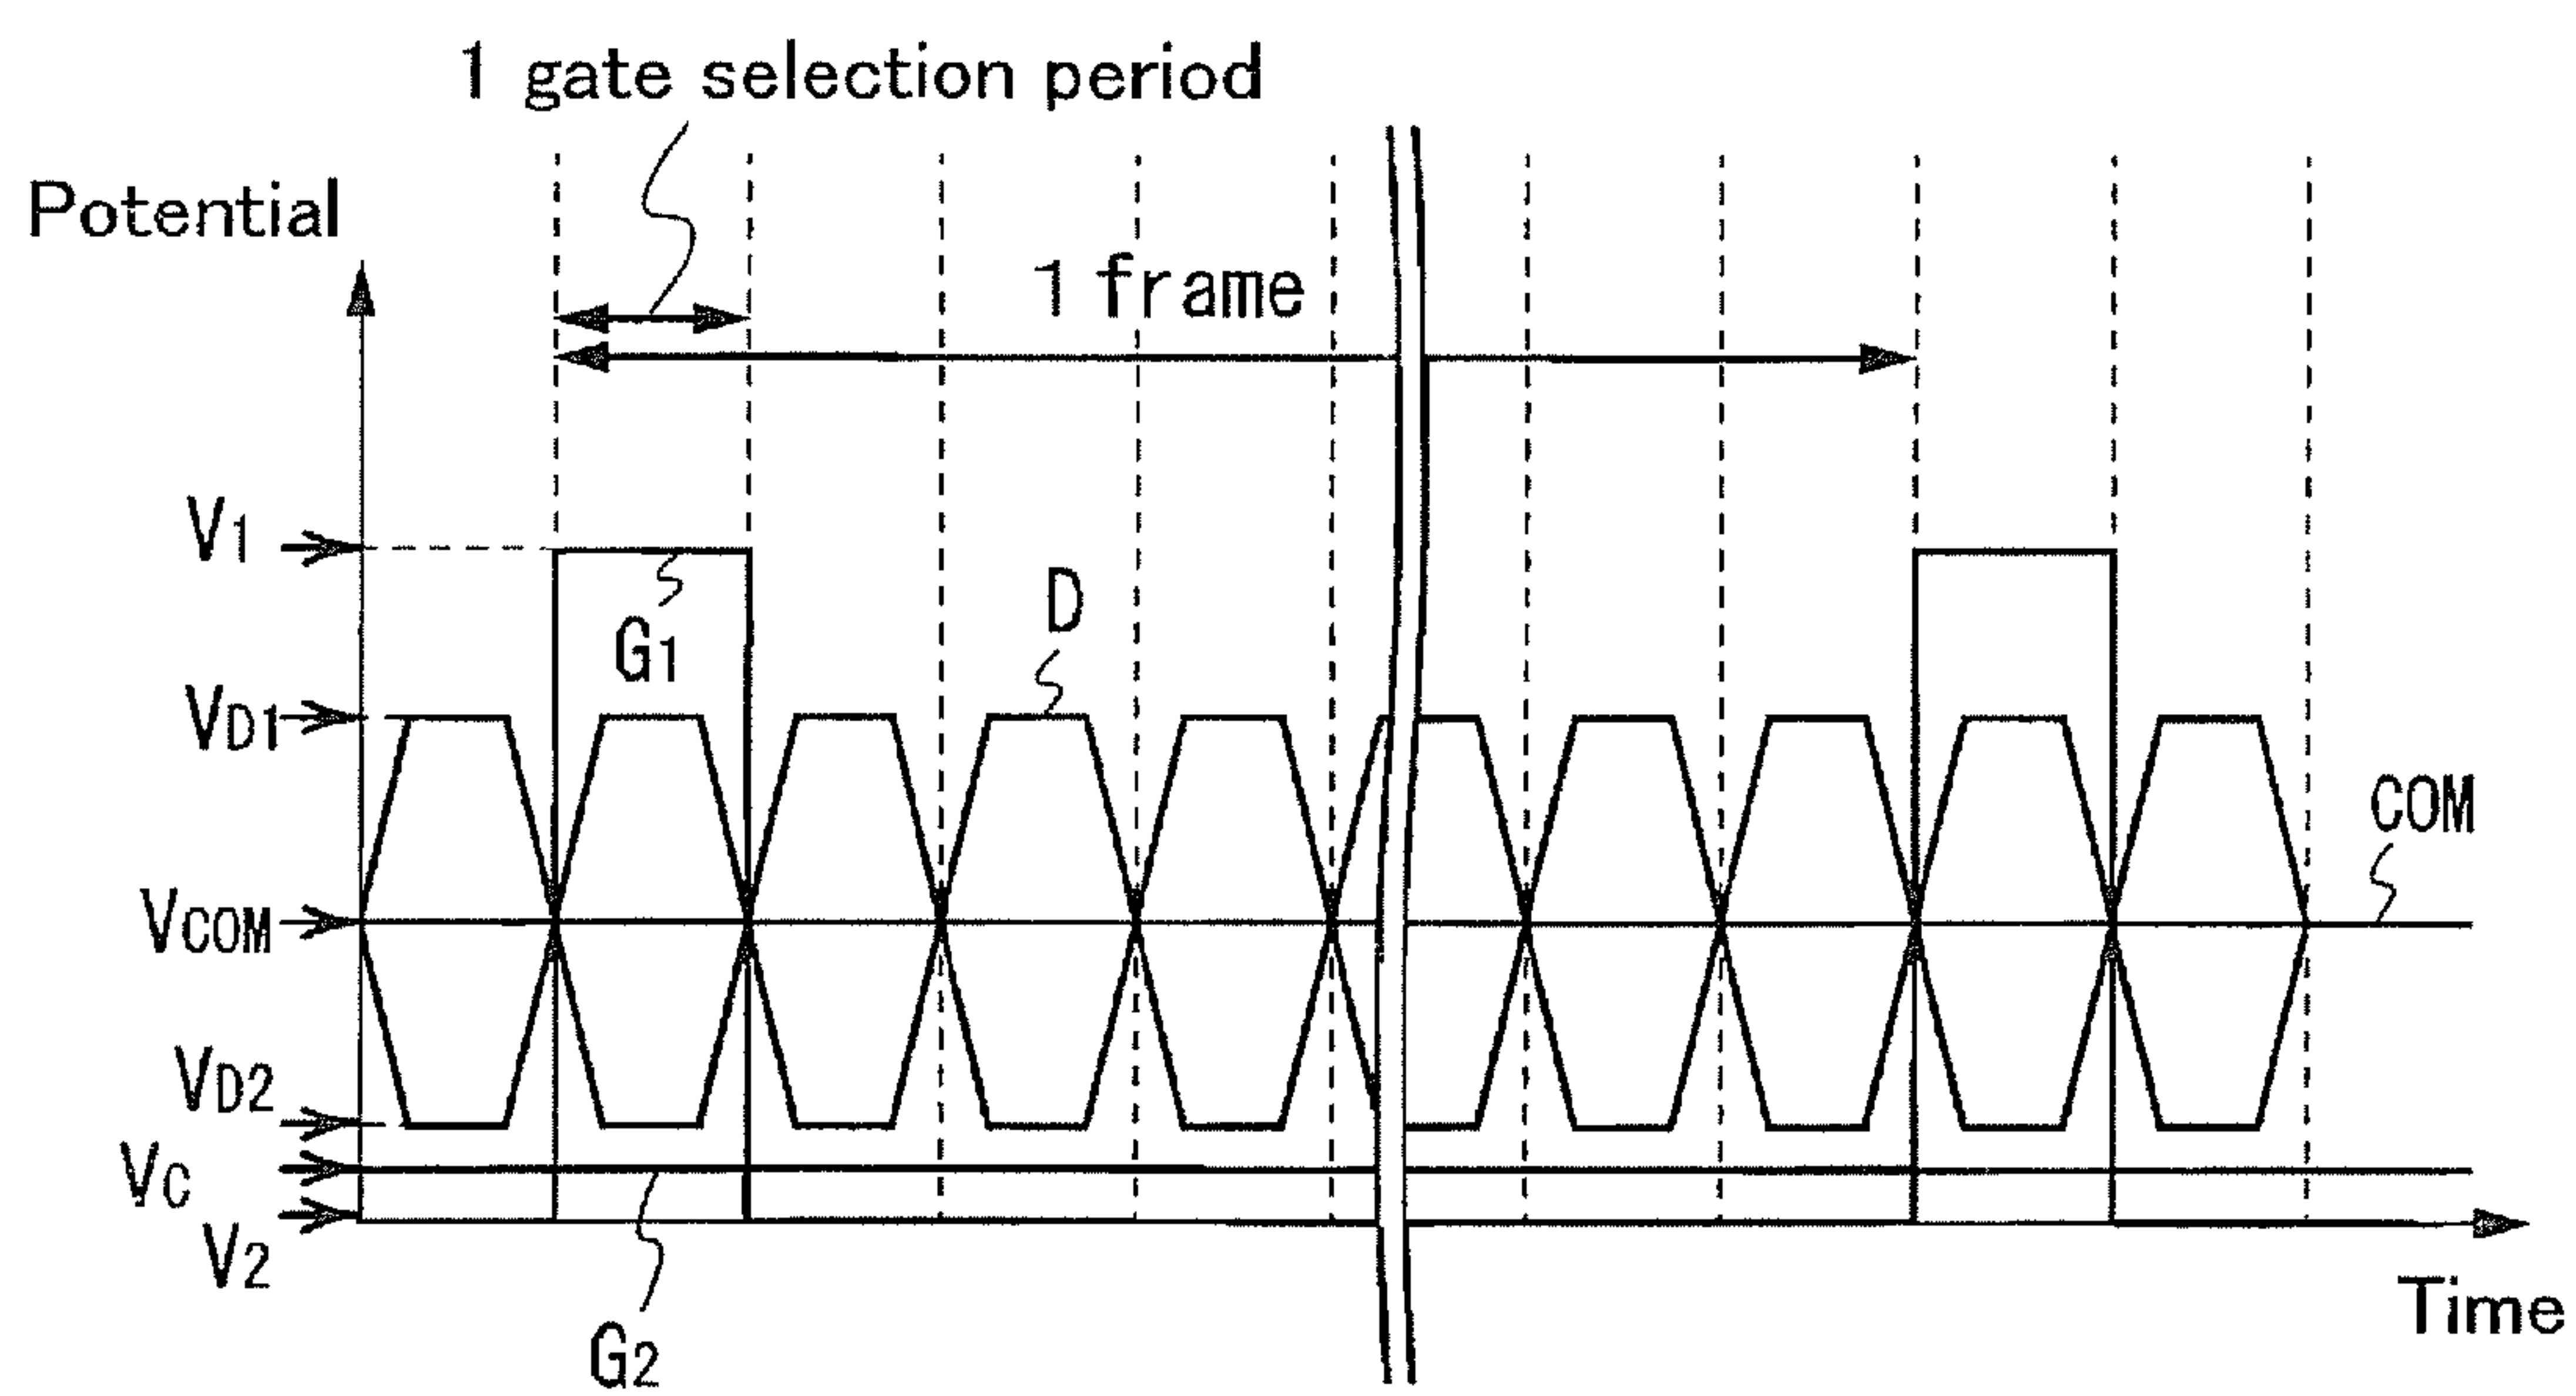 1 gate selection period
Potential
1 frame
V1
G1
D
VD1
COM
VCOM
VD2
VC
V2
G2
Time